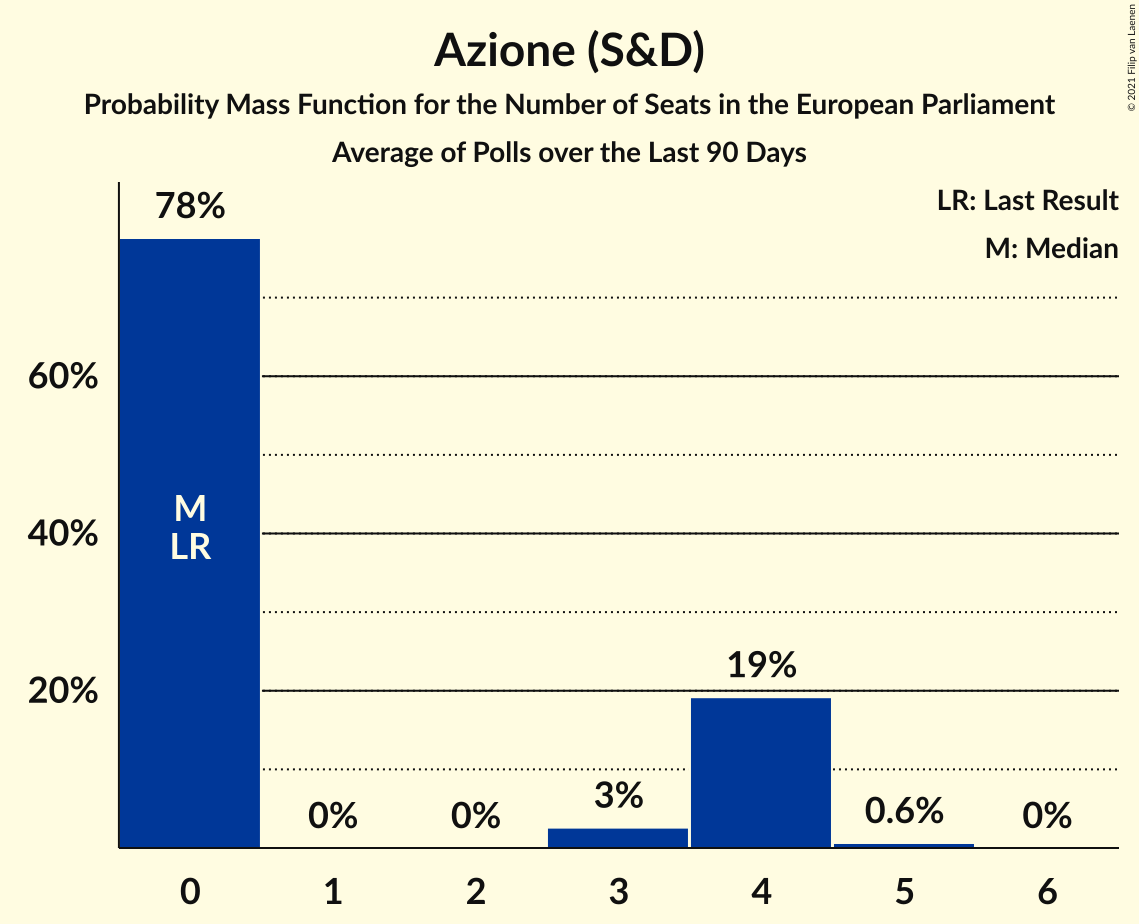 Azione (S&D)
Probability Mass Function for the Number of Seats in the European Parliament
Average of Polls over the Last 90 Days
© 2021 Filip van Laenen
LR: Last Result
M: Median
78%
60%
40%
20%
M
LR
0%
0%
3%
19%
0.6%
0%
0
1
2
3
4
5
6